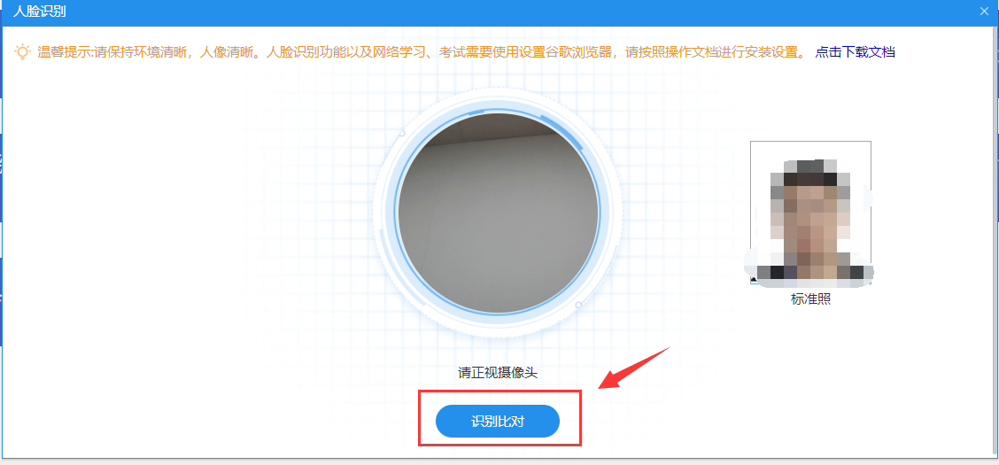 人脸识别
温馨提示:请保持环境清晰，人像清晰。人脸识别功能以及网络学习、考试需要使用设置谷歌浏览器，请按照操作文档进行安装设置。 点击下载文档
标准照
请正视摄像头
识别比对